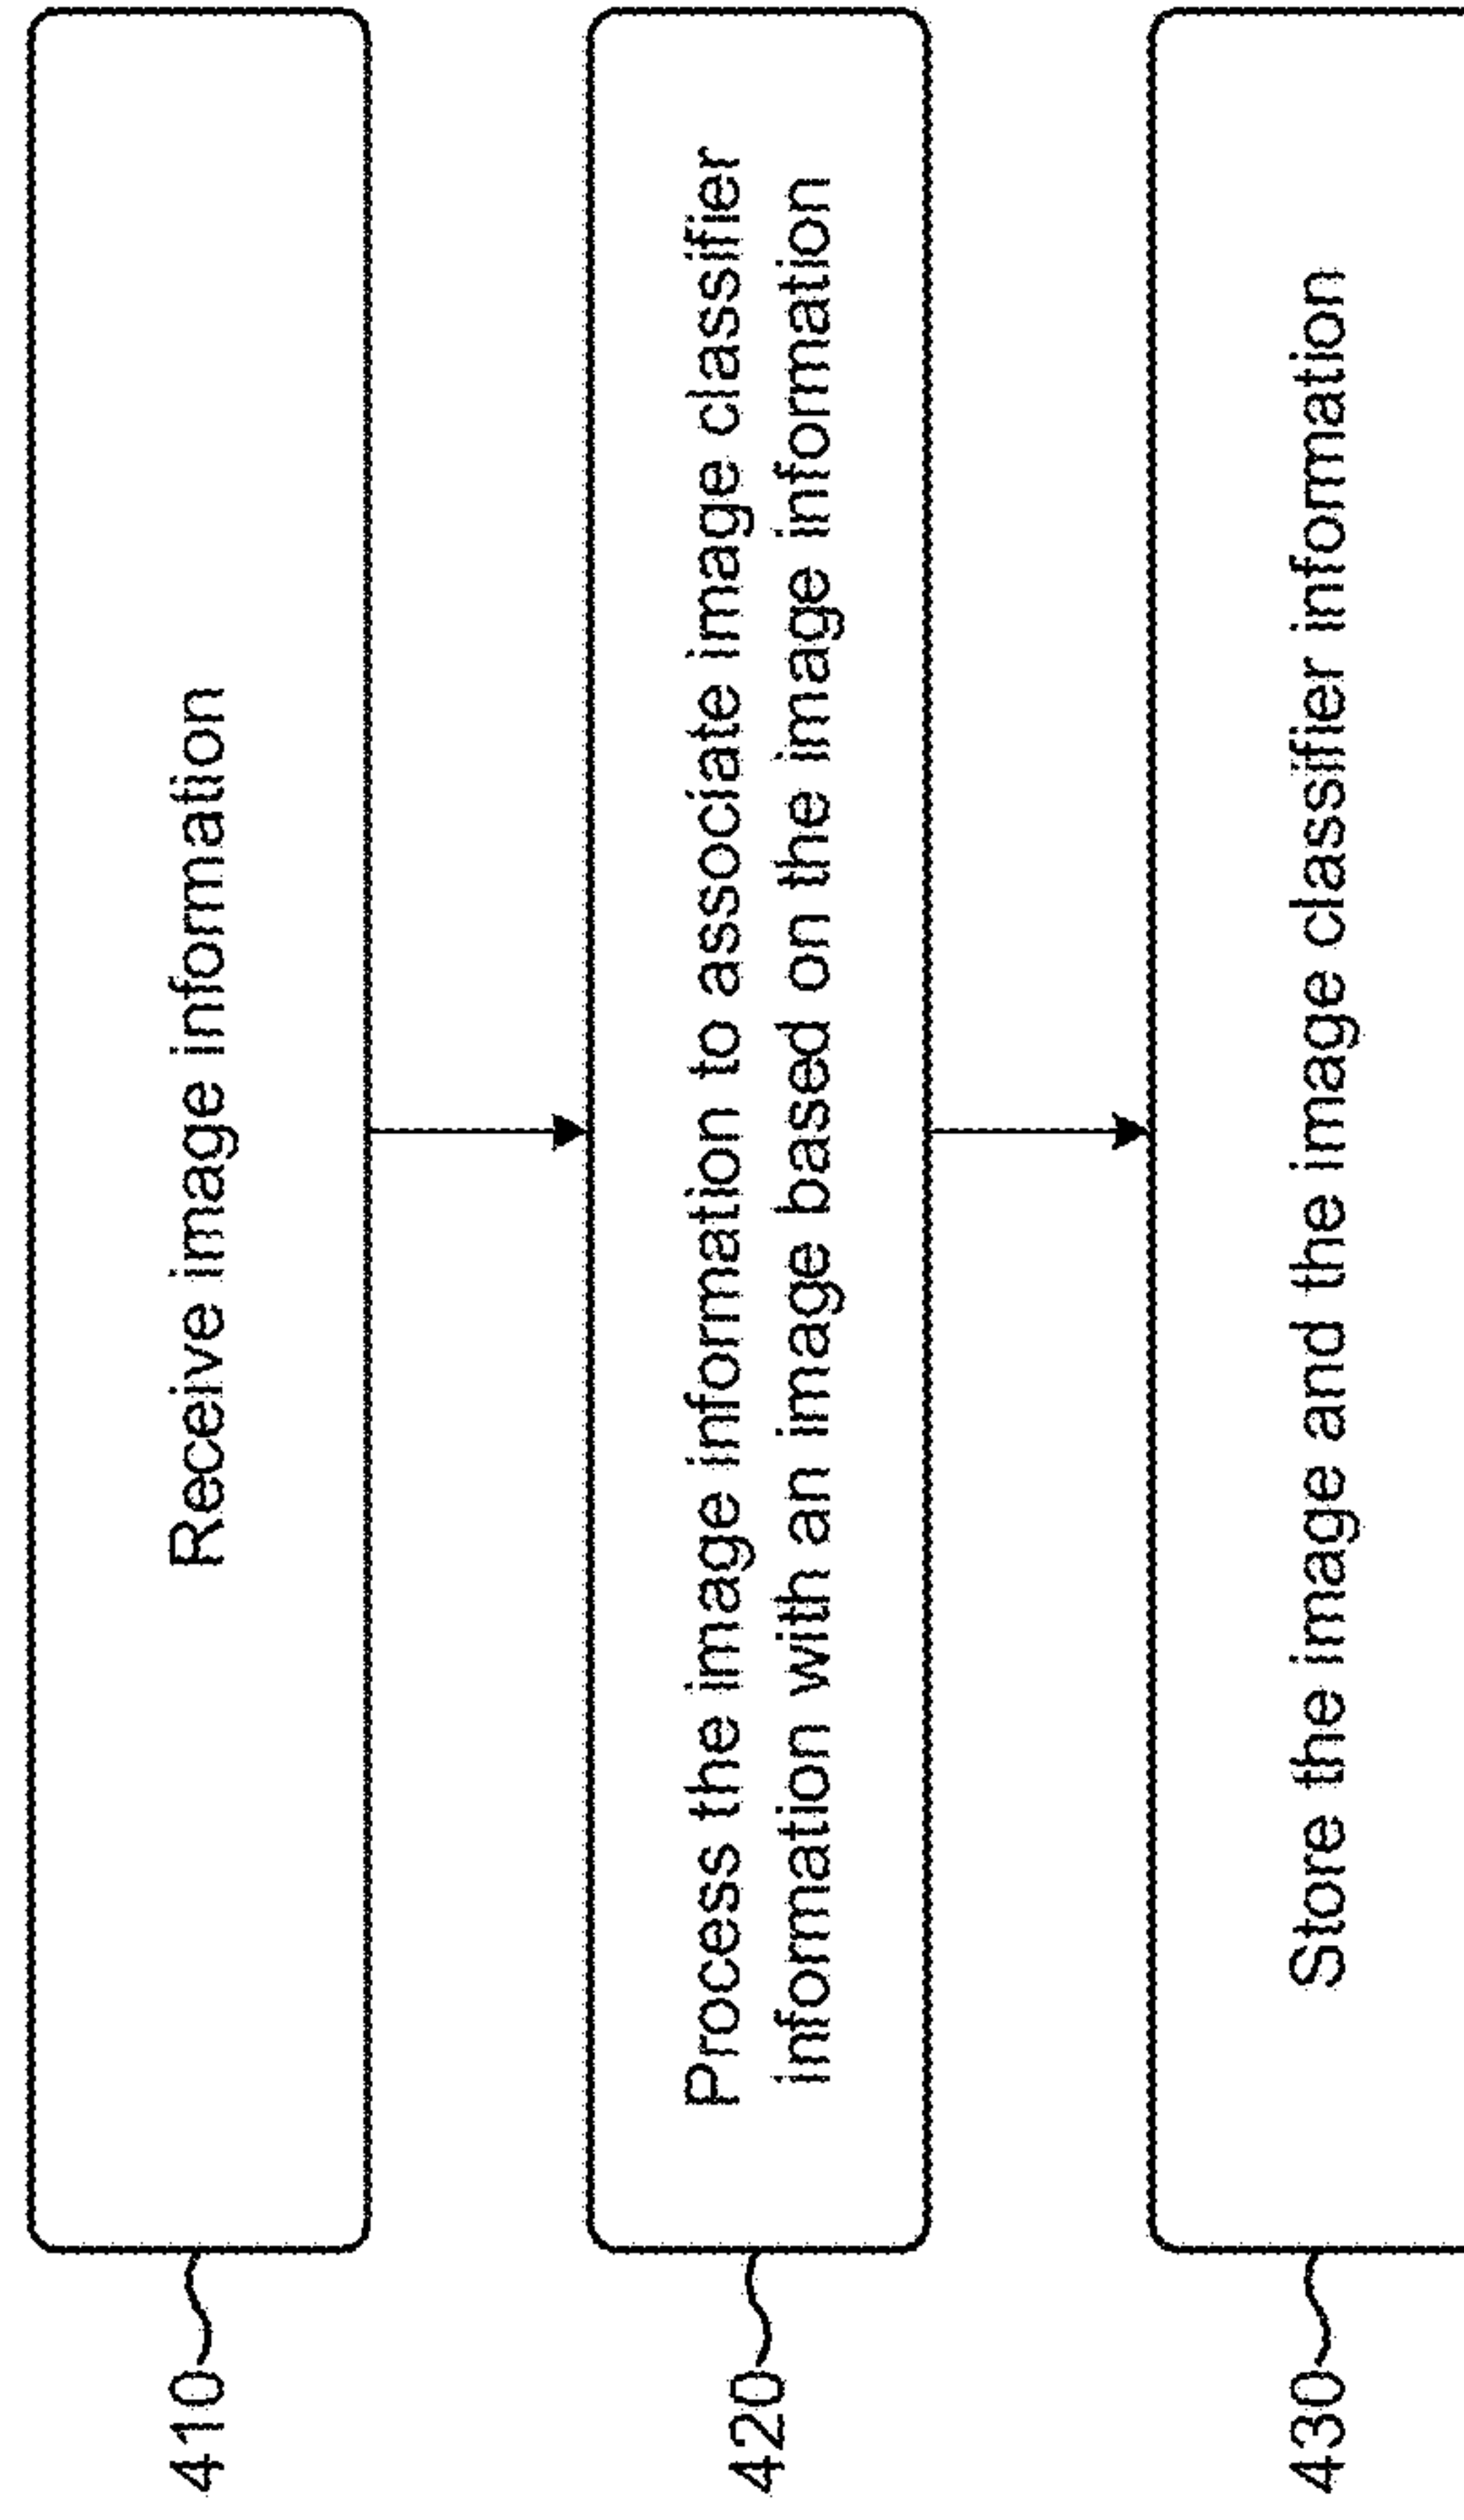 410
Receive image information
420
Process the image information to associate image classifier
information with an image based on the image information
430
Store the image and the image classifier information